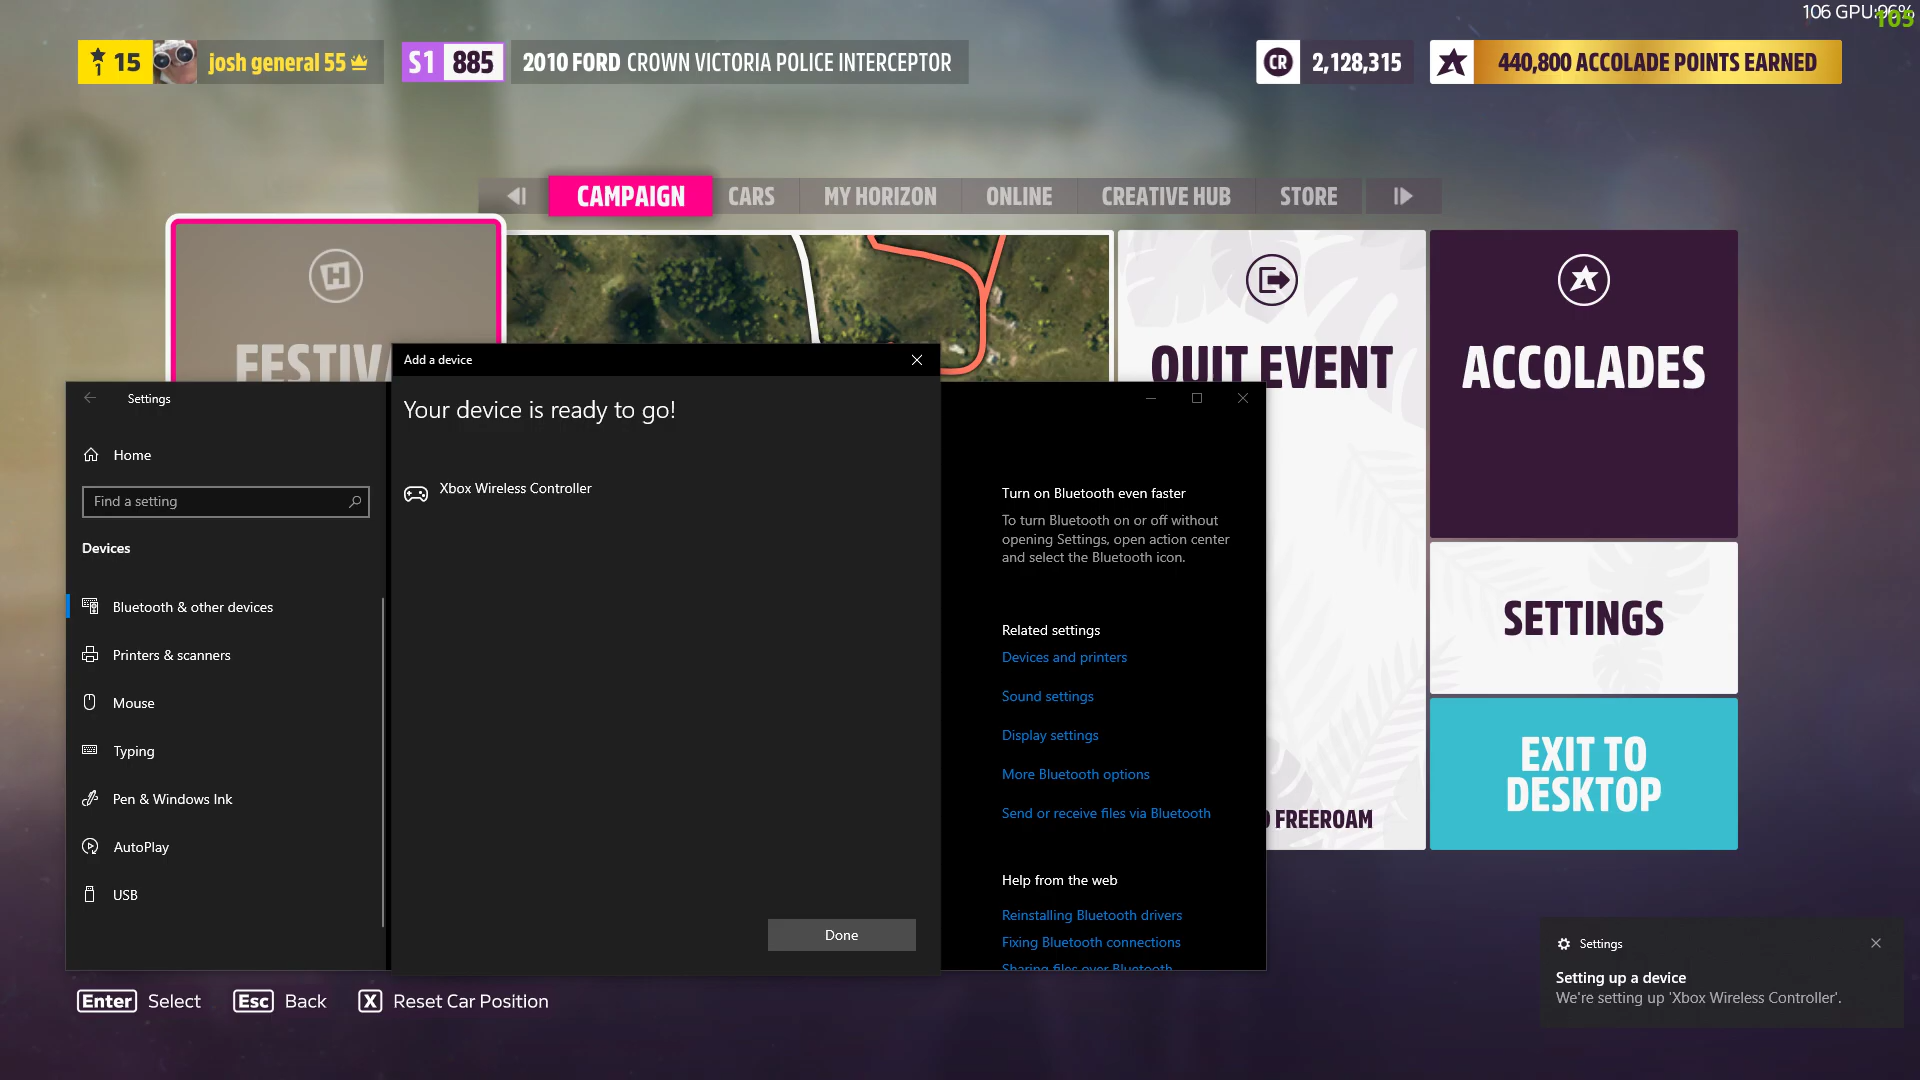 106 GPU:96%
105
1 15
josh general 55
S1 885
2010 FORD CROWN VICTORIA POLICE INTERCEPTOR
CR 2,128,315
440,800 ACCOLADE POINTS EARNED
CAMPAIGN
CARS
MY HORIZON
ONLINE
CREATIVE HUB
STORE
QUIT EVENT
ACCOLADES
SETTINGS
EXIT TO
DESKTOP
FREEROAM
Add a device
Your device is ready to go!
Xbox Wireless Controller
Done
Settings
Home
Find a setting
Devices
Bluetooth & other devices
Printers & scanners
Mouse
Typing
Pen & Windows Ink
AutoPlay
USB
Turn on Bluetooth even faster
To turn Bluetooth on or off without
opening Settings, open action center
and select the Bluetooth icon.
Related settings
Devices and printers
Sound settings
Display settings
More Bluetooth options
Send or receive files via Bluetooth
Help from the web
Reinstalling Bluetooth drivers
Fixing Bluetooth connections
Sharing files over Bluetooth
Settings
Setting up a device
We're setting up 'Xbox Wireless Controller'.
Enter Select
Esc Back
X Reset Car Position